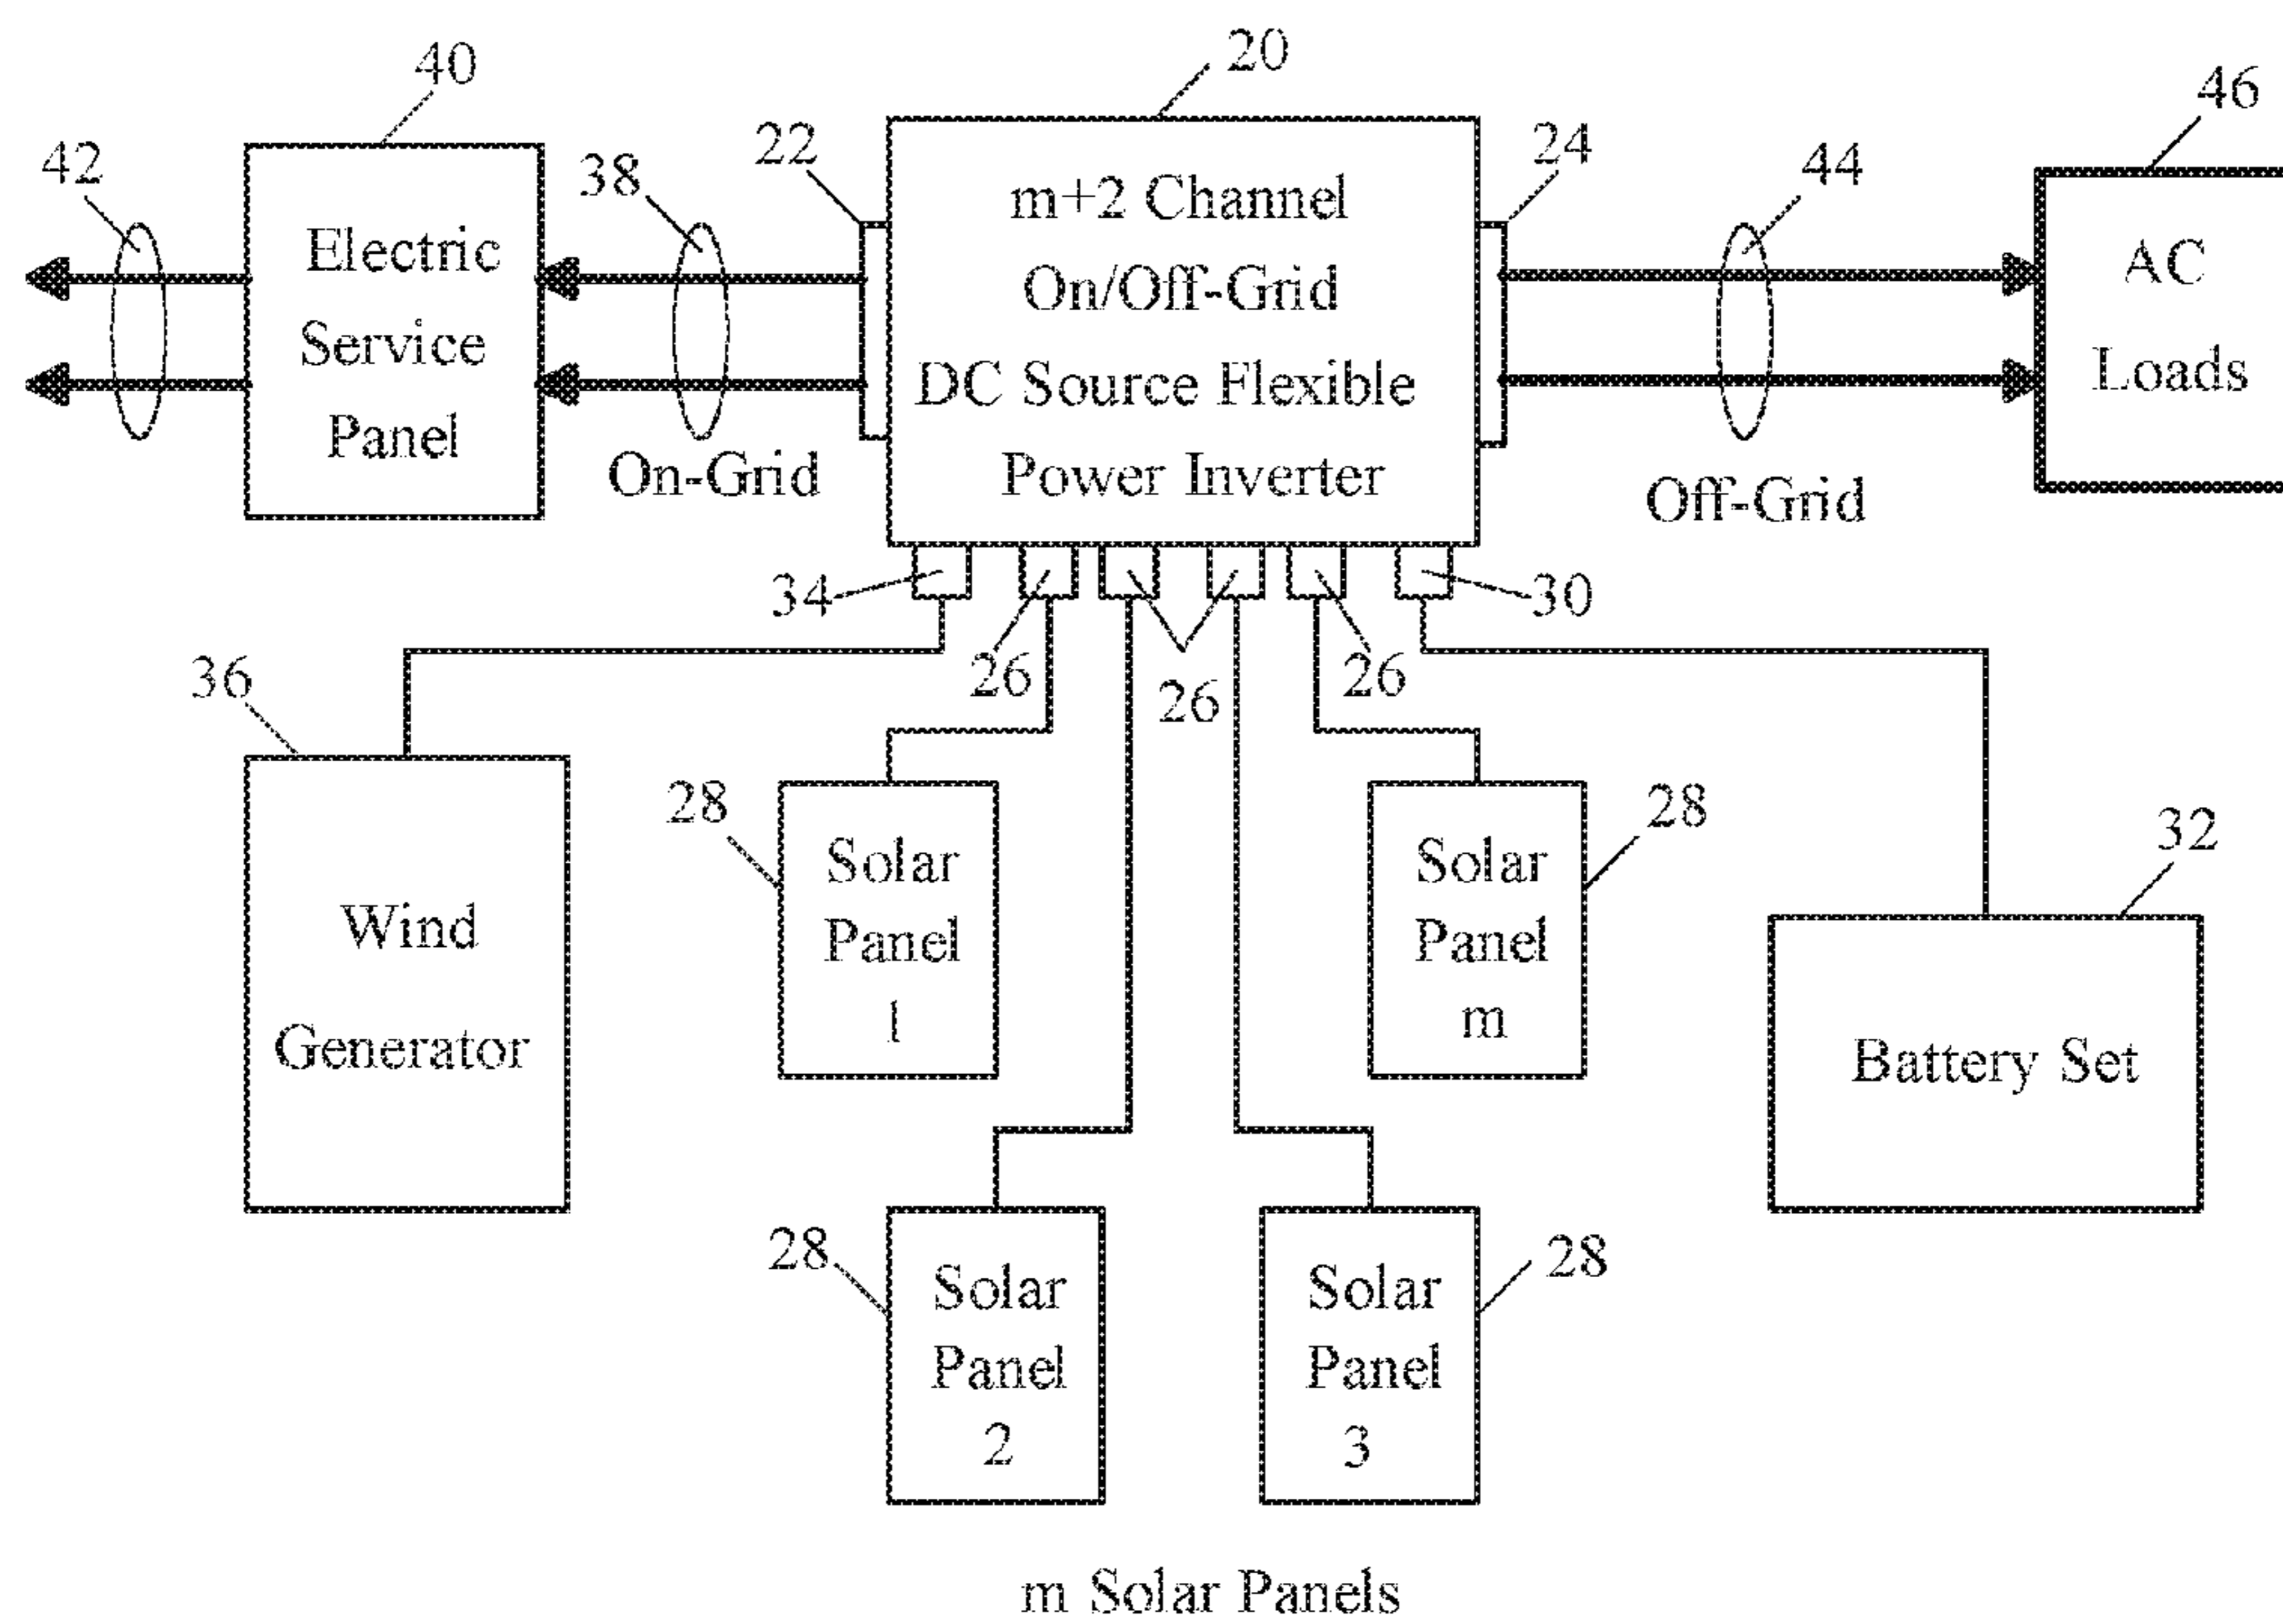 20
40
46
42
38
22
24
44
Electric
Service
Panel
m+2 Channel
On/Off-Grid
DC Source Flexible
Power Inverter
AC
Loads
On-Grid
Off-Grid
34
26
26
26
30
36
28
28
32
Wind
Generator
Solar
Panel
1
Solar
Panel
m
Battery Set
28
28
Solar
Panel
2
Solar
Panel
3
m Solar Panels